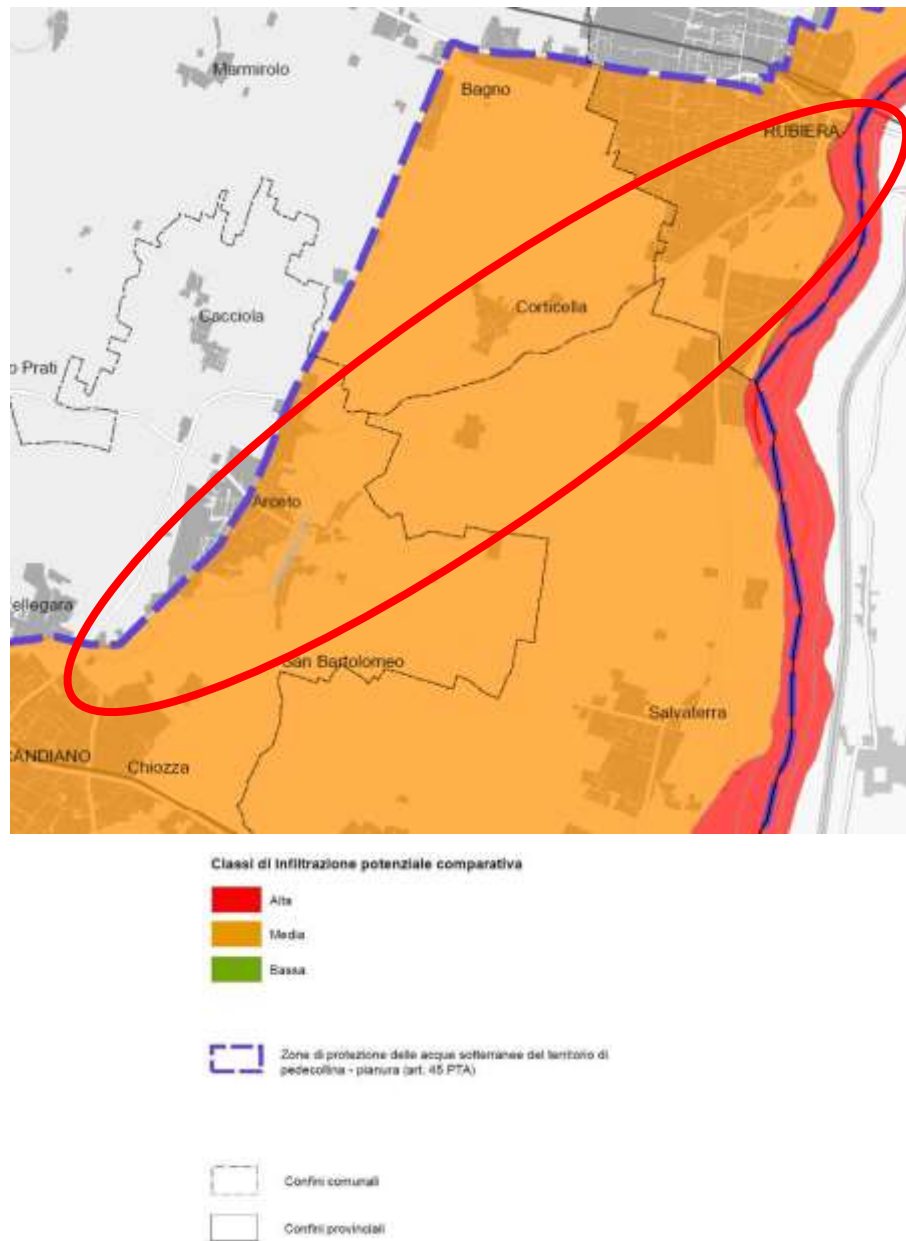 Marmirolo
Bagno
RUBIERA
Cacciola
Corticella
o Prati
Arceto
ellegara
San Bartolomeo
Salvaterra
CANDIANO
Chiozza
Classi di infiltrazione potenziale comparativa
Alta
Media
Bassa
Zone di protezione delle acque sotterranee del territorio di
pedecollina - pianura (art. 45 PTA)
Confini comunali
Confini provinciali